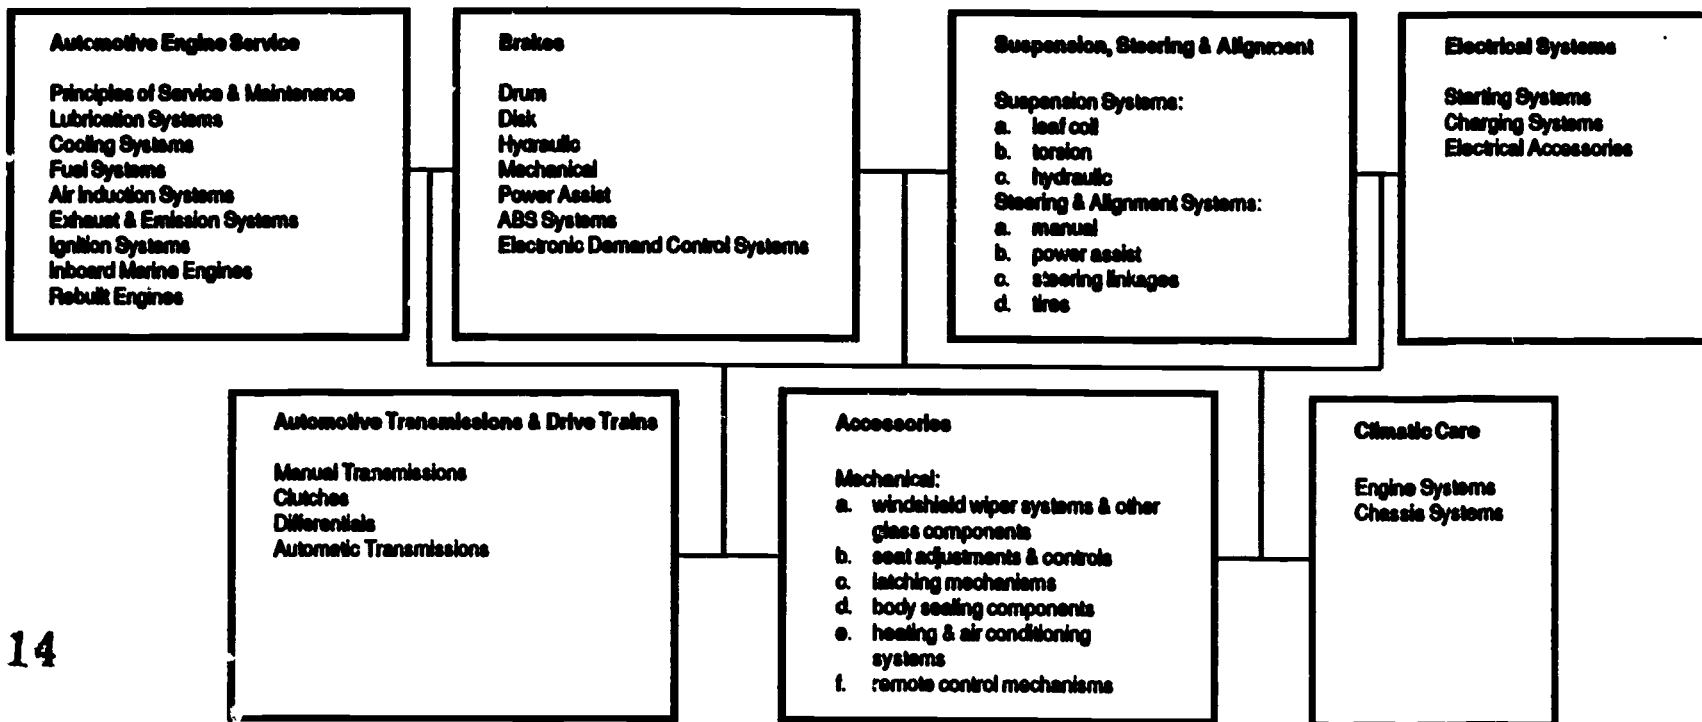 Automotive Engine Service
Principles of Service & Maintenance
Lubrication Systems
Cooling Systems
Fuel Systems
Air Induction Systems
Exhaust & Emission Systems
Ignition Systems
Inboard Marine Engines
Rebuilt Engines
Brakes
Drum
Disk
Hydraulic
Mechanical
Power Assist
ABS Systems
Electronic Demand Control Systems
Suspension, Steering & Alignment
Suspension Systems:
a. leaf coil
b. torsion
c. hydraulic
Steering & Alignment Systems:
a. manual
b. power assist
c. steering linkages
d. tires
Electrical Systems
Starting Systems
Charging Systems
Electrical Accessories
Automotive Transmissions & Drive Trains
Manual Transmissions
Clutches
Differentials
Automatic Transmissions
Accessories
Mechanical:
a. windshield wiper systems & other
glass components
b. seat adjustments & controls
c. latching mechanisms
d. body sealing components
e. heating & air conditioning
systems
f. remote control mechanisms
Climatic Care
Engine Systems
Chassis Systems
14